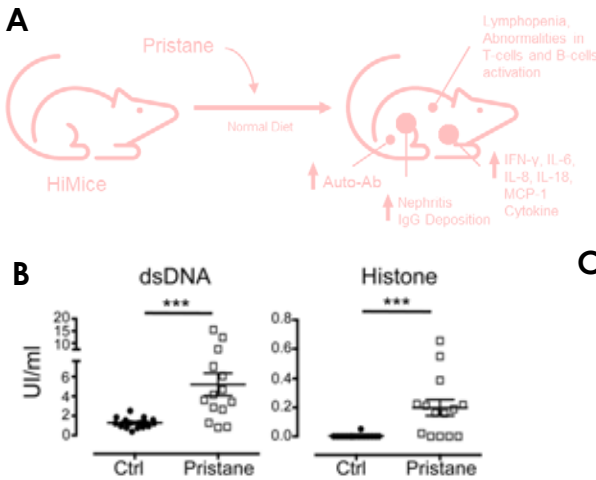 A
Pristane
Lymphopenia,
Abnormalities in
T-cells and B-cells
activation
Normal Diet
HiMice
Auto-Ab
Nephritis
IgG Deposition
IFN-γ, IL-6,
IL-8, IL-18,
MCP-1
Cytokine
B
C
dsDNA
Histone
***
***
UI/ml
20
15
10
6
4
2
0
0.8
0.6
0.4
0.2
0.0
Ctrl
Pristane
Ctrl
Pristane